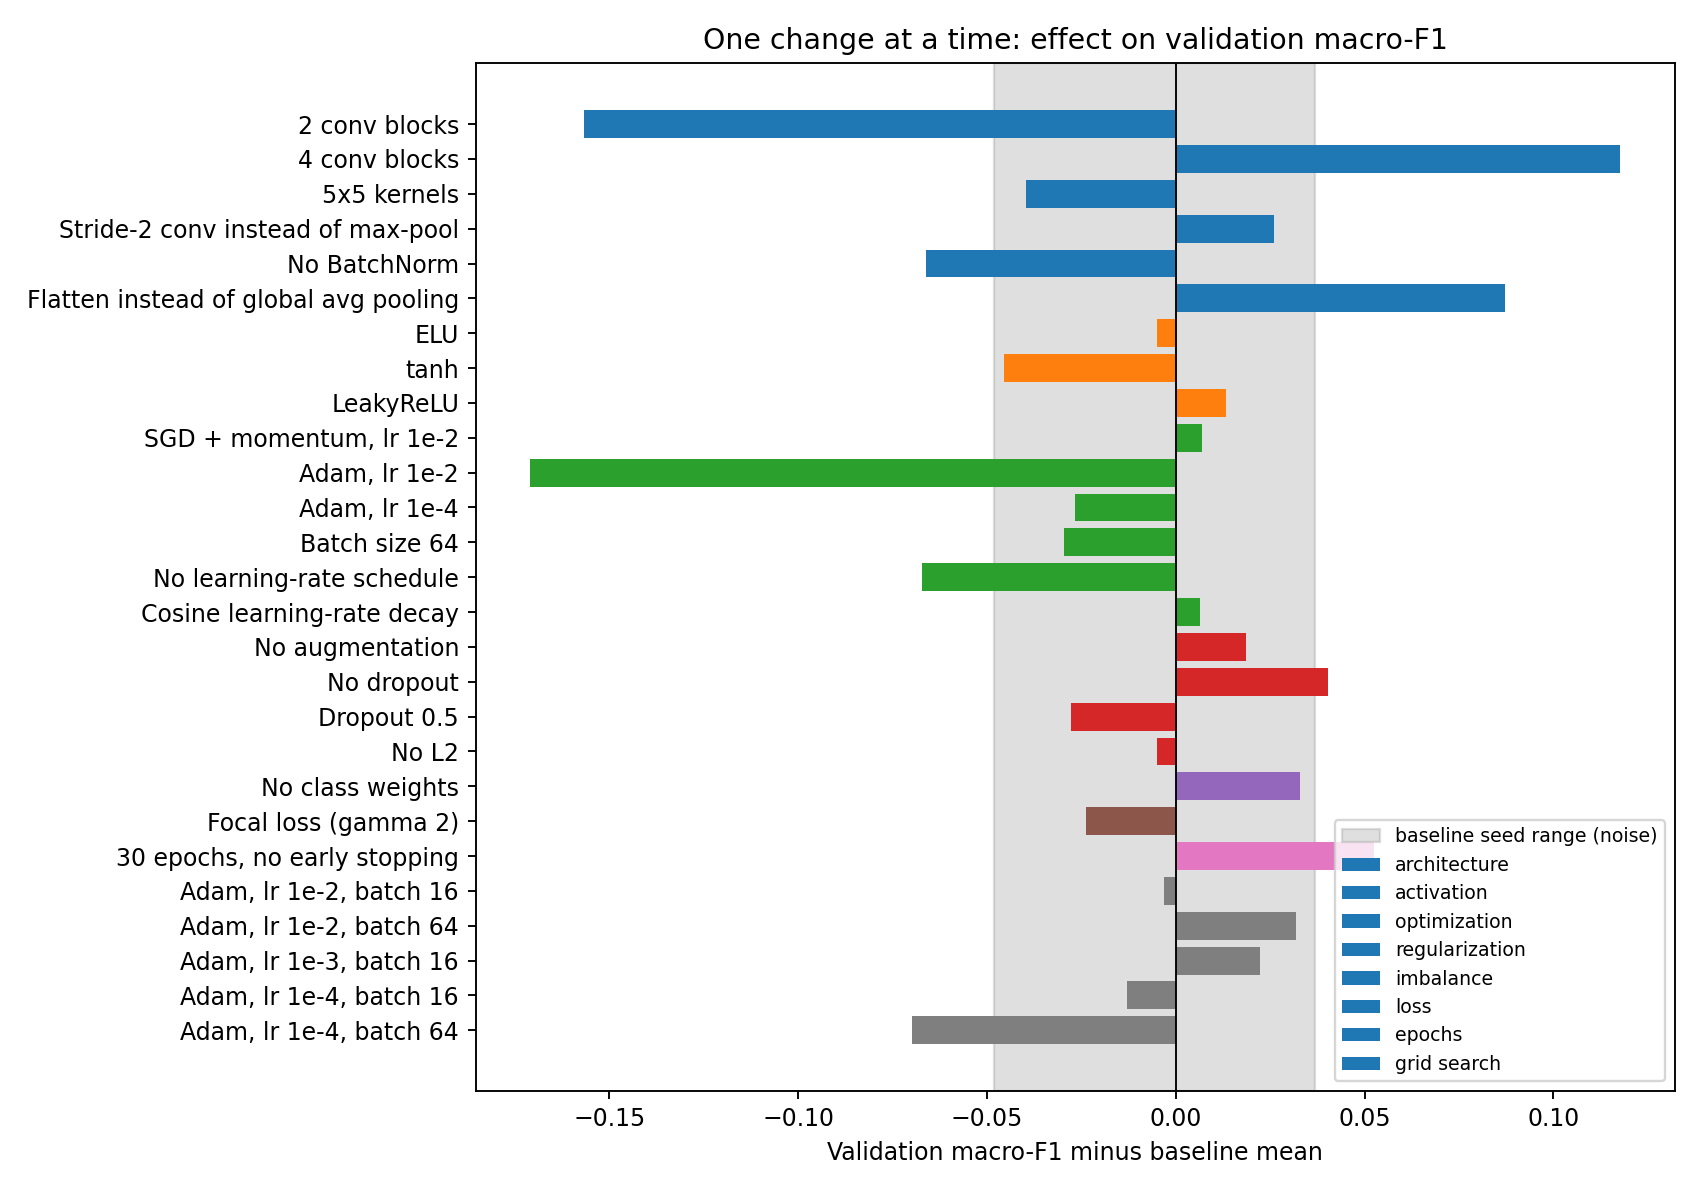 One change at a time: effect on validation macro-F1
2 conv blocks
4 conv blocks
5x5 kernels
Stride-2 conv instead of max-pool
No BatchNorm
Flatten instead of global avg pooling
ELU
tanh
LeakyReLU
SGD + momentum, lr 1e-2
Adam, lr 1e-2
Adam, lr 1e-4
Batch size 64
No learning-rate schedule
Cosine learning-rate decay
No augmentation
No dropout
Dropout 0.5
No L2
No class weights
Focal loss (gamma 2)
30 epochs, no early stopping
Adam, lr 1e-2, batch 16
Adam, lr 1e-2, batch 64
Adam, lr 1e-3, batch 16
Adam, lr 1e-4, batch 16
Adam, lr 1e-4, batch 64
baseline seed range (noise)
architecture
activation
optimization
regularization
imbalance
loss
epochs
grid search
−0.15 −0.10 −0.05 0.00 0.05 0.10
Validation macro-F1 minus baseline mean